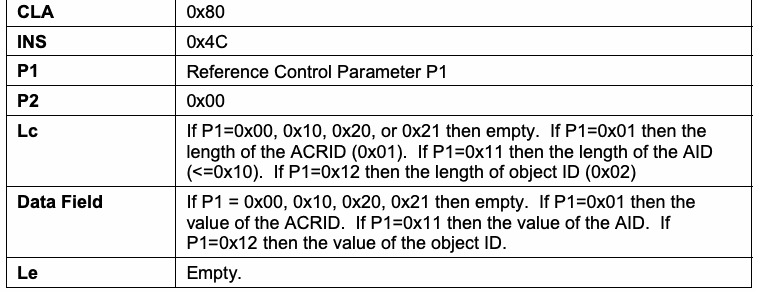 CLA 0x80
INS 0x4C
P1 Reference Control Parameter P1
P2 0x00
Lc If P1=0x00, 0x10, 0x20, or 0x21 then empty.  If P1=0x01 then the
length of the ACRID (0x01).  If P1=0x11 then the length of the AID
(<=0x10).  If P1=0x12 then the length of object ID (0x02)
Data Field If P1 = 0x00, 0x10, 0x20, 0x21 then empty.  If P1=0x01 then the
value of the ACRID.  If P1=0x11 then the value of the AID.  If
P1=0x12 then the value of the object ID.
Le Empty.